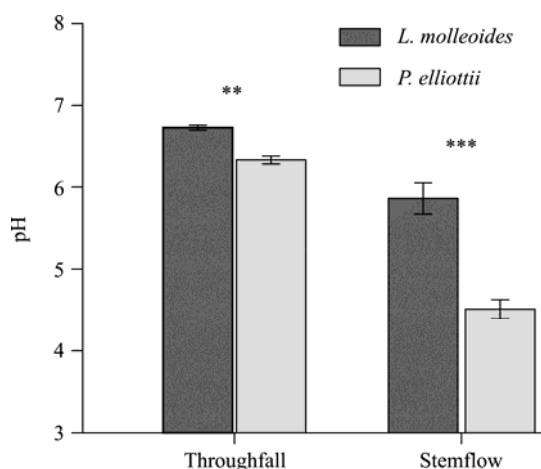 8
7
6
5
4
3
pH
L. molleoides
P. elliottii
**
***
Throughfall
Stemflow